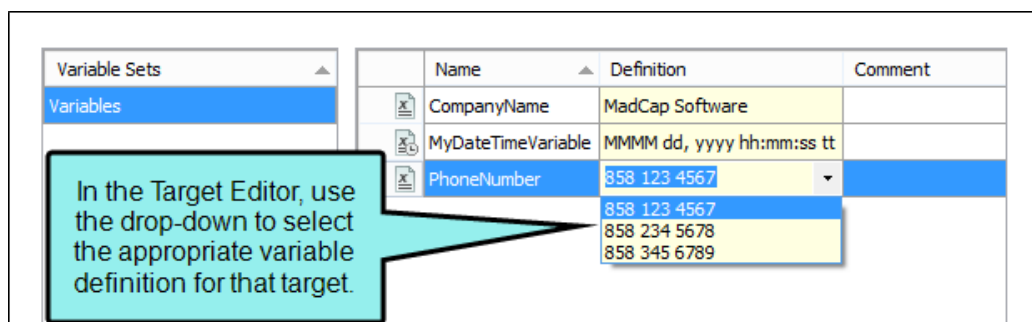 Variable Sets
Variables
Name Definition Comment
CompanyName MadCap Software
MyDateTimeVariable MMMM dd, yyyy hh:mm:ss tt
PhoneNumber 858 123 4567
858 123 4567
858 234 5678
858 345 6789
In the Target Editor, use
the drop-down to select
the appropriate variable
definition for that target.